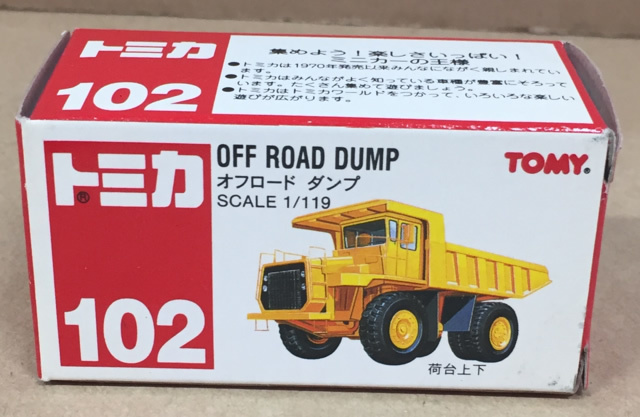 トミカ
102
集めよう！楽しさいっぱい！
ミニカーの王様
●トミカは1970年発売以来みんなにながく親しまれてい
ます。
●トミカはみんながよく知っている車種が豊富にそろって
います。たくさん集めて遊びましょう。
●トミカはトミカワールドをつかって、いろいろな楽しい
遊びが広がります。
トミカ®
102
OFF ROAD DUMP
オフロード ダンプ
SCALE 1/119
TOMY®
荷台上下